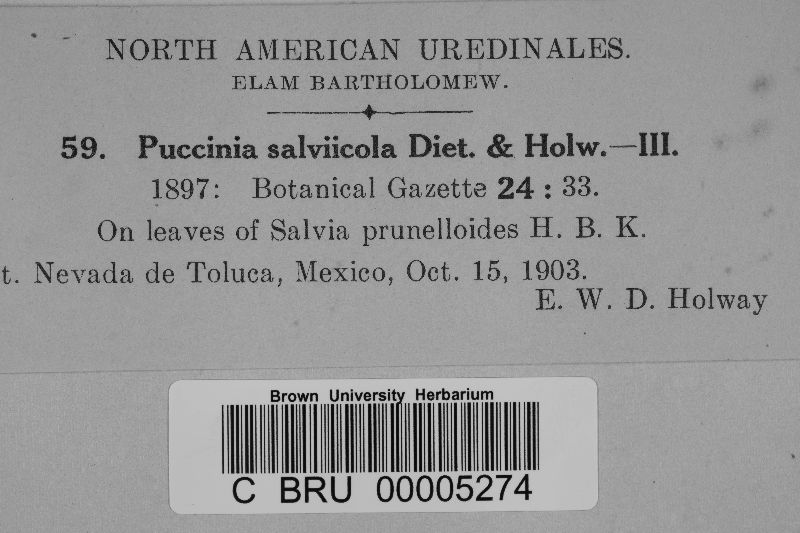 NORTH AMERICAN UREDINALES.
ELAM BARTHOLOMEW.
59. Puccinia salviicola Diet. & Holw.—III.
1897: Botanical Gazette 24 : 33.
On leaves of Salvia prunelloides H. B. K.
t. Nevada de Toluca, Mexico, Oct. 15, 1903.
E. W. D. Holway
Brown University Herbarium
C BRU 00005274